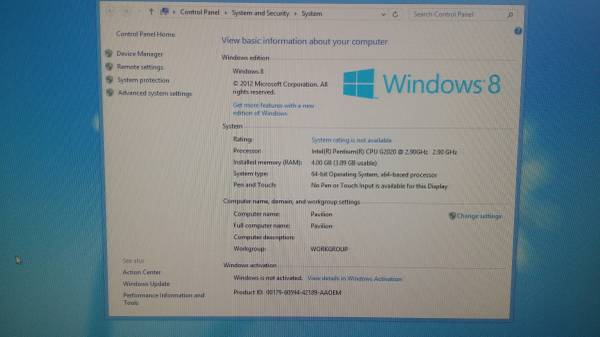 Control Panel ▸ System and Security ▸ System
Search Control Panel
Control Panel Home
Device Manager
Remote settings
System protection
Advanced system settings
See also
Action Center
Windows Update
Performance Information and
Tools
View basic information about your computer
Windows edition
Windows 8
© 2012 Microsoft Corporation. All
rights reserved.
Get more features with a new
edition of Windows
Windows 8
System
Rating: System rating is not available
Processor: Intel(R) Pentium(R) CPU G2020 @ 2.90GHz 2.90 GHz
Installed memory (RAM): 4.00 GB (3.89 GB usable)
System type: 64-bit Operating System, x64-based processor
Pen and Touch: No Pen or Touch Input is available for this Display
Computer name, domain, and workgroup settings
Computer name: Pavilion
Change settings
Full computer name: Pavilion
Computer description:
Workgroup: WORKGROUP
Windows activation
Windows is not activated. View details in Windows Activation
Product ID: 00179-60594-42389-AAOEM